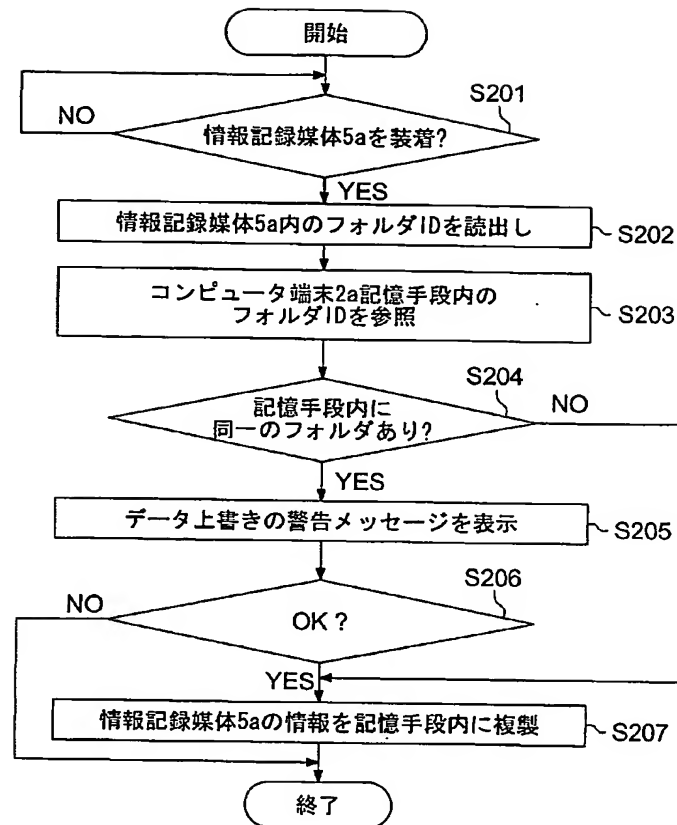 開始
S201
NO
情報記録媒体5aを装着?
YES
情報記録媒体5a内のフォルダIDを読出し
S202
コンピュータ端末2a記憶手段内の
フォルダIDを参照
S203
S204
記憶手段内に
同一のフォルダあり?
NO
YES
データ上書きの警告メッセージを表示
S205
S206
NO
OK?
YES
情報記録媒体5aの情報を記憶手段内に複製
S207
終了